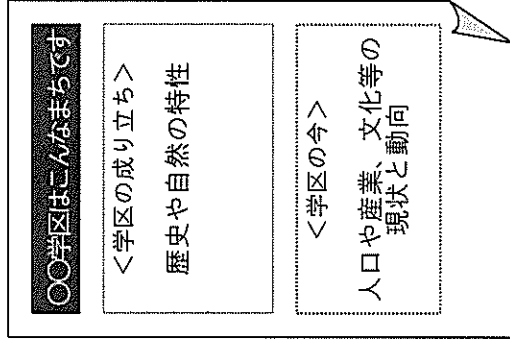 〇〇学区はこんなまちです
＜学区の成り立ち＞
歴史や自然の特性
＜学区の今＞
人口や産業、文化等の
現状と動向